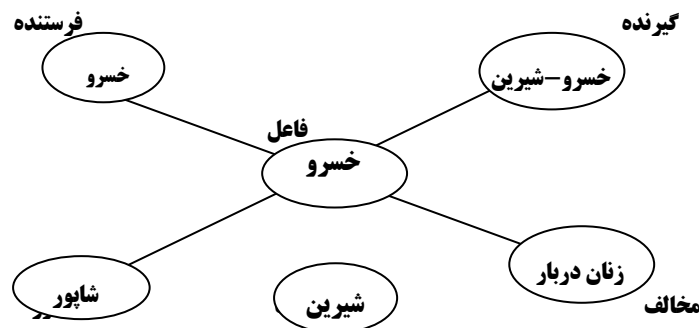 گیرنده
فرستنده
خسرو-شیرین
خسرو
فاعل
خسرو
زنان دربار
شاپور
شیرین
مخالف